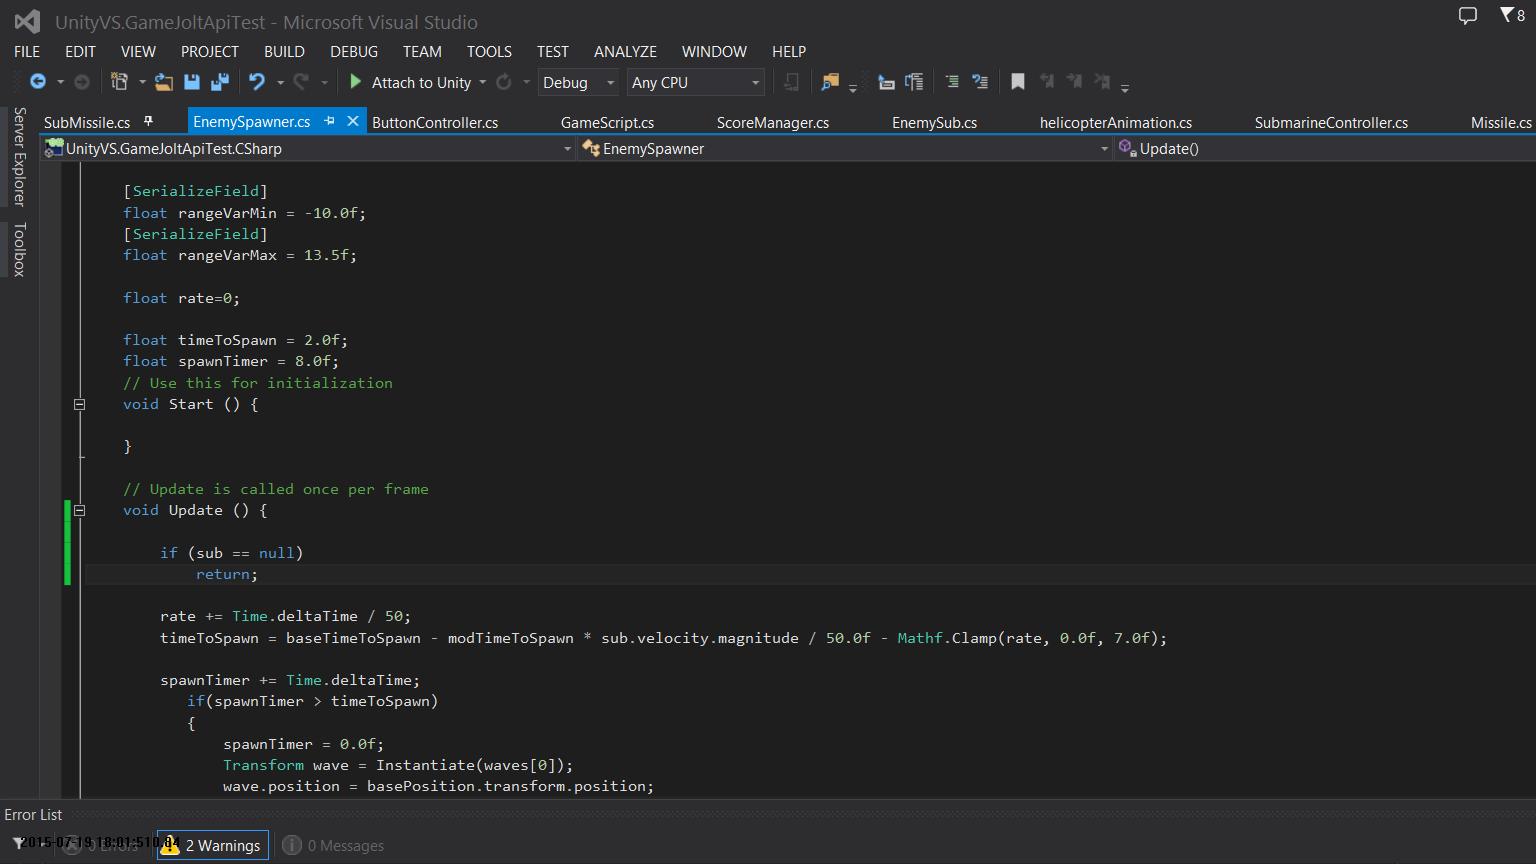 UnityVS.GameJoltApiTest - Microsoft Visual Studio
8
FILE EDIT VIEW PROJECT BUILD DEBUG TEAM TOOLS TEST ANALYZE WINDOW HELP
Attach to Unity Debug Any CPU
SubMissile.cs EnemySpawner.cs ButtonController.cs GameScript.cs ScoreManager.cs EnemySub.cs helicopterAnimation.cs SubmarineController.cs Missile.cs
UnityVS.GameJoltApiTest.CSharp EnemySpawner Update()
Server Explorer
Toolbox
[SerializeField]
float rangeVarMin = -10.0f;
[SerializeField]
float rangeVarMax = 13.5f;
float rate=0;
float timeToSpawn = 2.0f;
float spawnTimer = 8.0f;
// Use this for initialization
void Start () {
}
// Update is called once per frame
void Update () {
if (sub == null)
return;
rate += Time.deltaTime / 50;
timeToSpawn = baseTimeToSpawn - modTimeToSpawn * sub.velocity.magnitude / 50.0f - Mathf.Clamp(rate, 0.0f, 7.0f);
spawnTimer += Time.deltaTime;
if(spawnTimer > timeToSpawn)
{
spawnTimer = 0.0f;
Transform wave = Instantiate(waves[0]);
wave.position = basePosition.transform.position;
Error List
0 Errors 2 Warnings 0 Messages